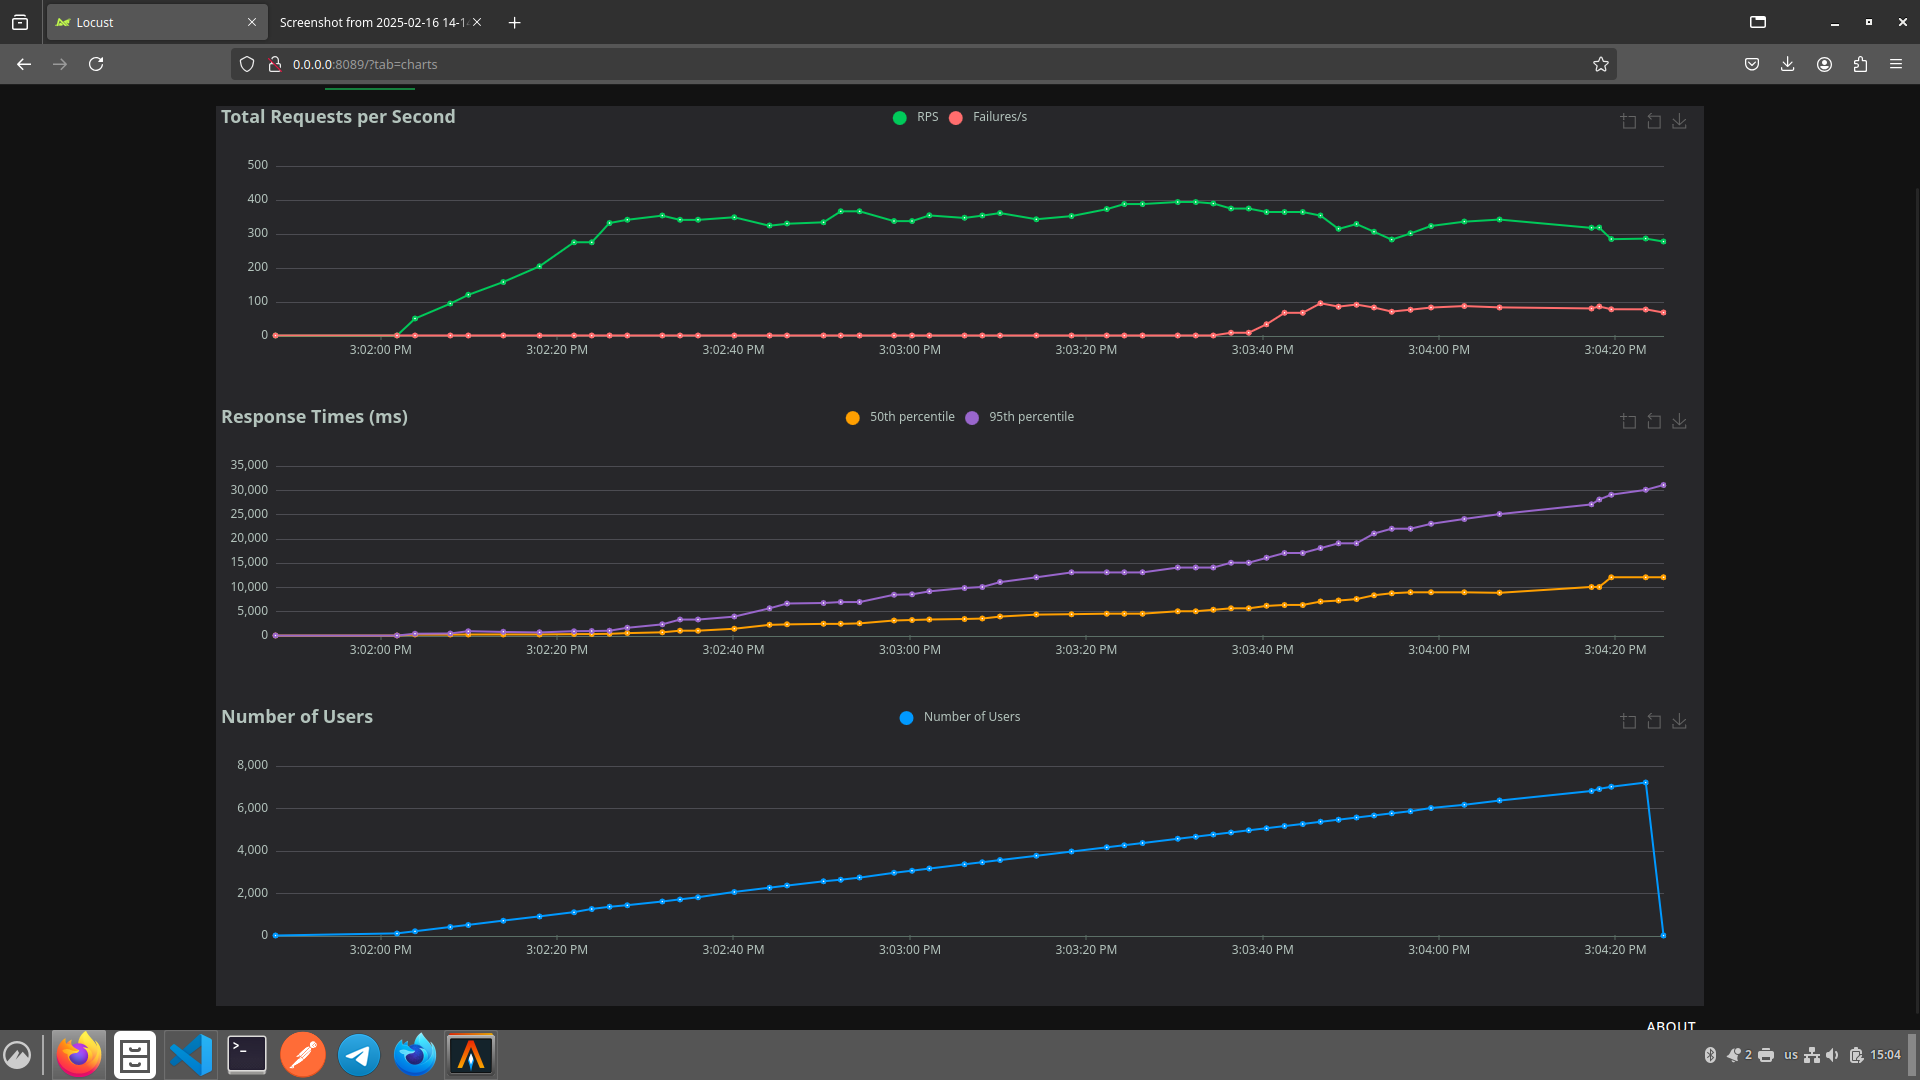 Locust
Screenshot from 2025-02-16 14-1
0.0.0.0:8089/?tab=charts
Total Requests per Second
RPS Failures/s
500
400
300
200
100
0
3:02:00 PM 3:02:20 PM 3:02:40 PM 3:03:00 PM 3:03:20 PM 3:03:40 PM 3:04:00 PM 3:04:20 PM
Response Times (ms)
50th percentile 95th percentile
35,000
30,000
25,000
20,000
15,000
10,000
5,000
0
3:02:00 PM 3:02:20 PM 3:02:40 PM 3:03:00 PM 3:03:20 PM 3:03:40 PM 3:04:00 PM 3:04:20 PM
Number of Users
Number of Users
8,000
6,000
4,000
2,000
0
3:02:00 PM 3:02:20 PM 3:02:40 PM 3:03:00 PM 3:03:20 PM 3:03:40 PM 3:04:00 PM 3:04:20 PM
ABOUT
2 us 15:04